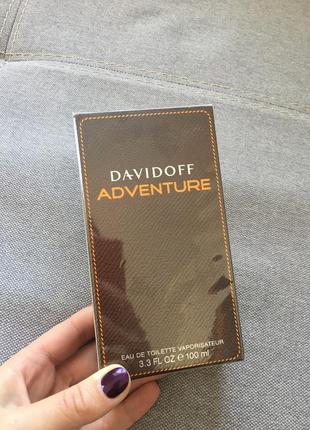 DAVIDOFF
ADVENTURE
EAU DE TOILETTE VAPORISATEUR
3.3 FL OZ ℮ 100 ml